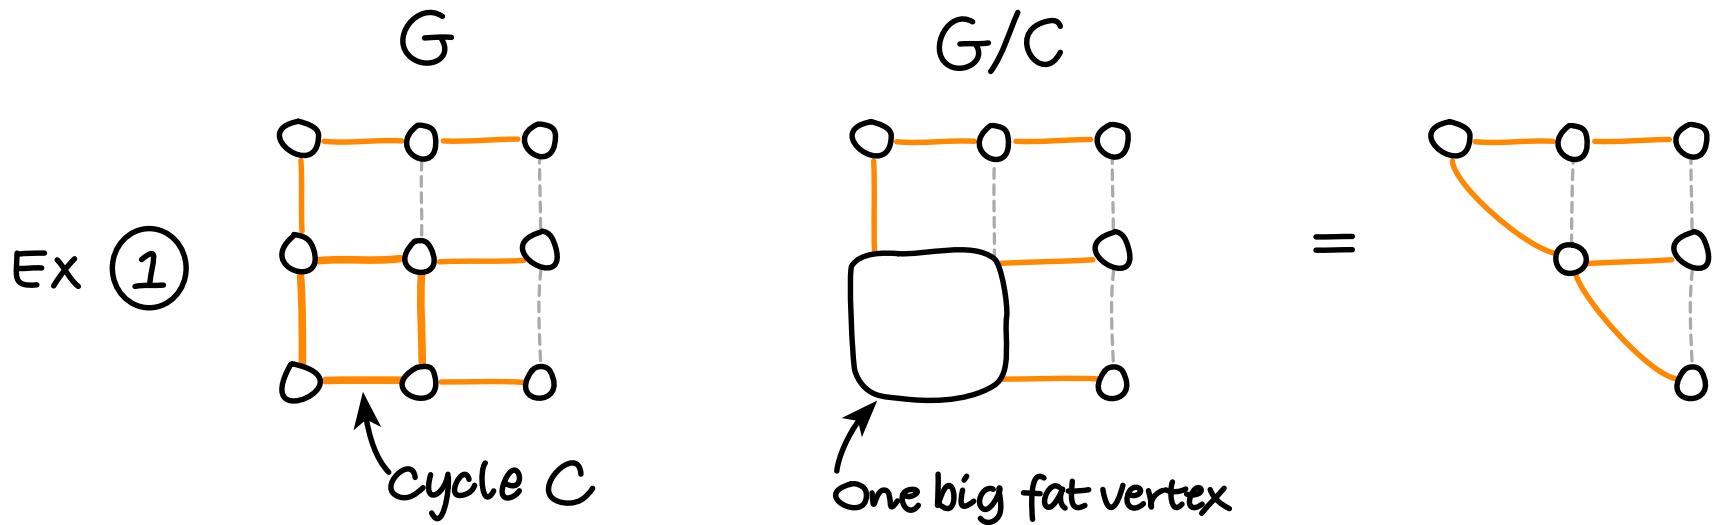 G
G/C
Ex ①
=
cycle C
One big fat vertex